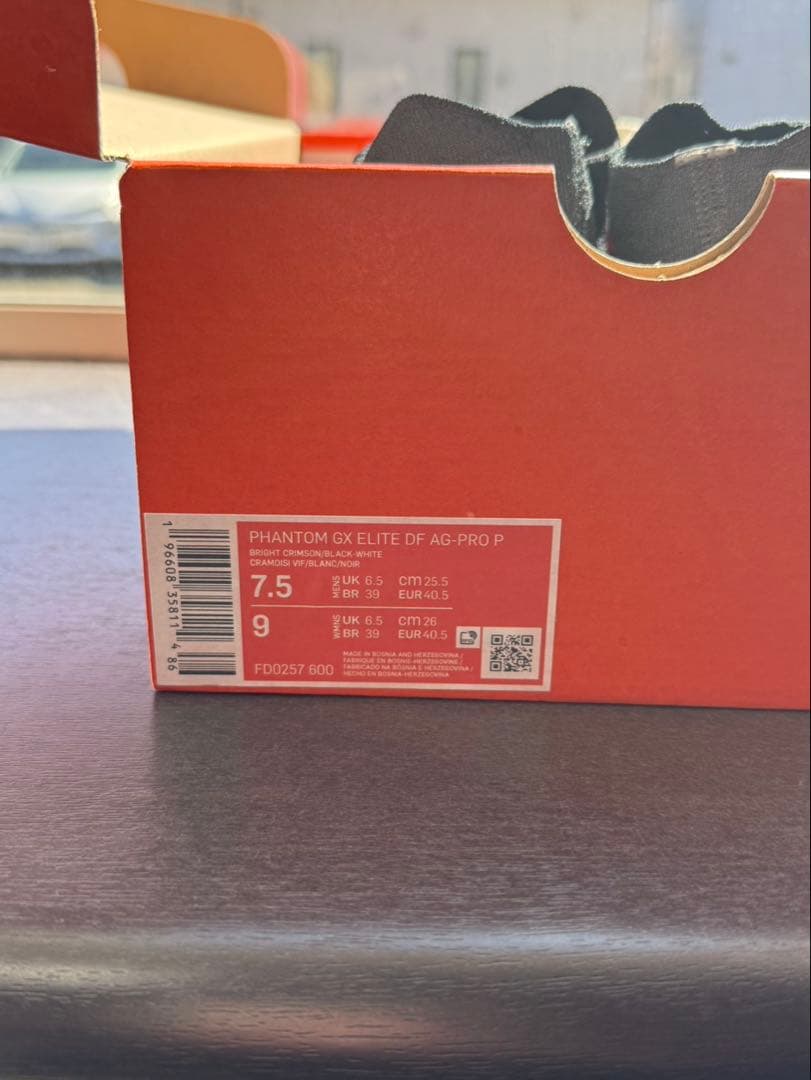 PHANTOM GX ELITE DF AG-PRO P
BRIGHT CRIMSON/BLACK-WHITE
CRAMOISI VIF/BLANC/NOIR
7.5 MENS UK 6.5 CM 25.5
BR 39 EUR 40.5
9 WMNS UK 6.5 CM 26
BR 39 EUR 40.5
FD0257 600
MADE IN BOSNIA AND HERZEGOVINA /
FABRIQUE EN BOSNIE-HERZEGOVINE /
FABRICADO NA BÓSNIA E HERZEGOVINA /
HECHO EN BOSNIA-HERZEGOVINA
1 96608 35811 4 86